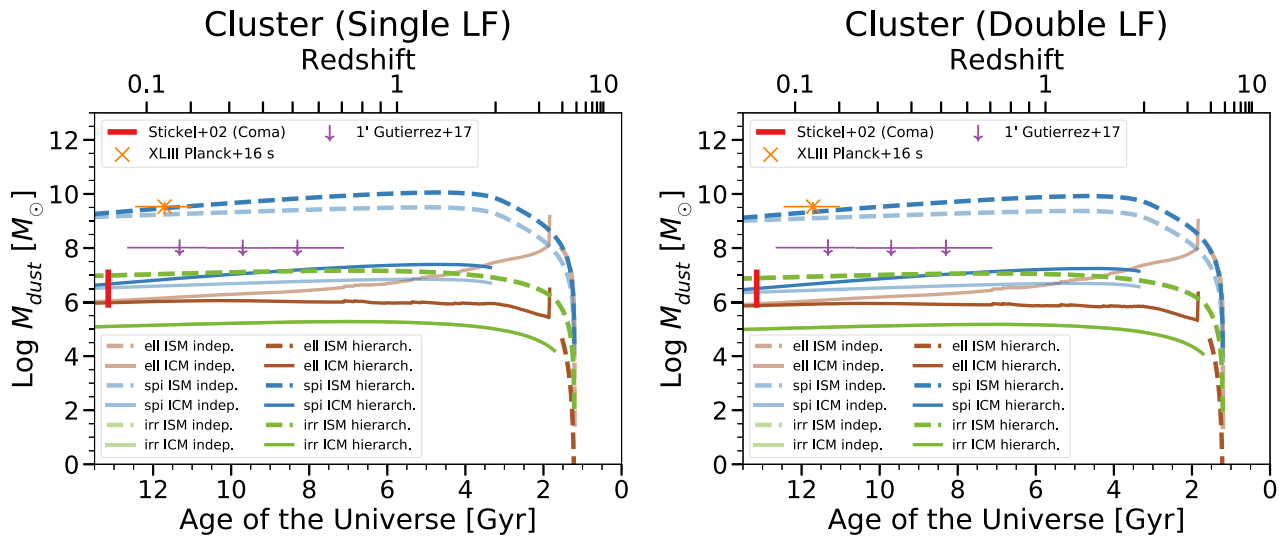 Cluster (Single LF)
Redshift
0.1 1 10
Log M_dust [M_⊙]
12
10
8
6
4
2
0
Stickel+02 (Coma)
1' Gutierrez+17
XLIII Planck+16 s
ell ISM indep.
ell ISM hierarch.
ell ICM indep.
ell ICM hierarch.
spi ISM indep.
spi ISM hierarch.
spi ICM indep.
spi ICM hierarch.
irr ISM indep.
irr ISM hierarch.
irr ICM indep.
irr ICM hierarch.
12 10 8 6 4 2 0
Age of the Universe [Gyr]
Cluster (Double LF)
Redshift
0.1 1 10
Log M_dust [M_⊙]
12
10
8
6
4
2
0
Stickel+02 (Coma)
1' Gutierrez+17
XLIII Planck+16 s
ell ISM indep.
ell ISM hierarch.
ell ICM indep.
ell ICM hierarch.
spi ISM indep.
spi ISM hierarch.
spi ICM indep.
spi ICM hierarch.
irr ISM indep.
irr ISM hierarch.
irr ICM indep.
irr ICM hierarch.
12 10 8 6 4 2 0
Age of the Universe [Gyr]